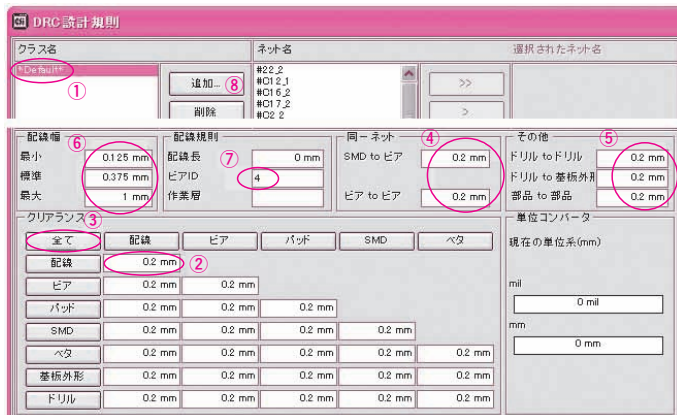 DRC 設計規則
クラス名 ネット名 選択されたネット名
*Default* ①
追加... ⑧
削除
#22_2
#C12_1
#C16_2
#C17_2
#C2 2
>>
>
配線幅 ⑥
最小 0.125 mm
標準 0.375 mm
最大 1 mm
配線規則
配線長 0 mm
⑦
ビアID 4
作業層
同一ネット ④
SMD to ビア 0.2 mm
ビア to ビア 0.2 mm
その他 ⑤
ドリル to ドリル 0.2 mm
ドリル to 基板外形 0.2 mm
部品 to 部品 0.2 mm
クリアランス ③
全て 配線 ビア パッド SMD ベタ
配線 0.2 mm ②
ビア 0.2 mm 0.2 mm
パッド 0.2 mm 0.2 mm 0.2 mm
SMD 0.2 mm 0.2 mm 0.2 mm 0.2 mm
ベタ 0.2 mm 0.2 mm 0.2 mm 0.2 mm 0.2 mm
基板外形 0.2 mm 0.2 mm 0.2 mm 0.2 mm 0.2 mm
ドリル 0.2 mm 0.2 mm 0.2 mm 0.2 mm 0.2 mm
単位コンバータ
現在の単位系(mm)
mil
0 mil
mm
0 mm